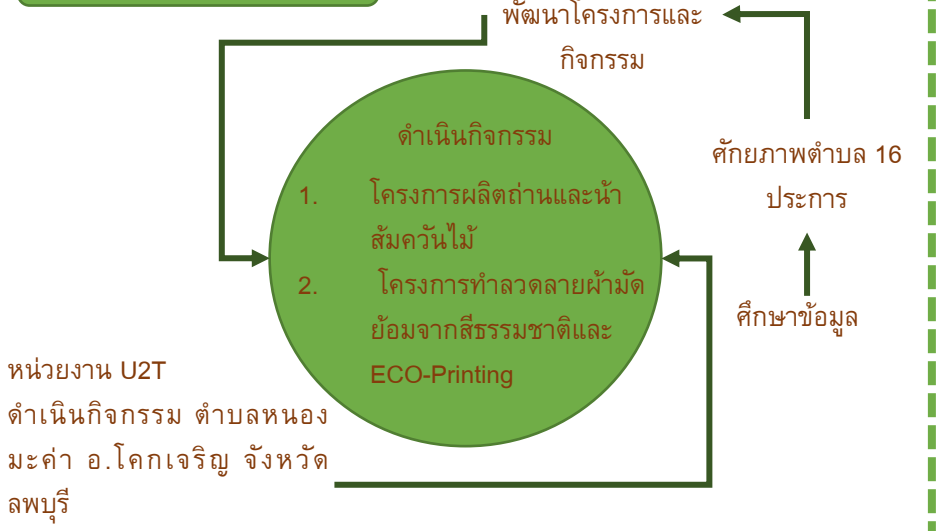 พัฒนาโครงการและ
กิจกรรม
ดำเนินกิจกรรม
1. โครงการผลิตถ่านและน้ำ
ส้มควันไม้
2. โครงการทำลวดลายผ้ามัด
ย้อมจากสีธรรมชาติและ
ECO-Printing
ศักยภาพตำบล 16
ประการ
ศึกษาข้อมูล
หน่วยงาน U2T
ดำเนินกิจกรรม ตำบลหนอง
มะค่า อ.โคกเจริญ จังหวัด
ลพบุรี